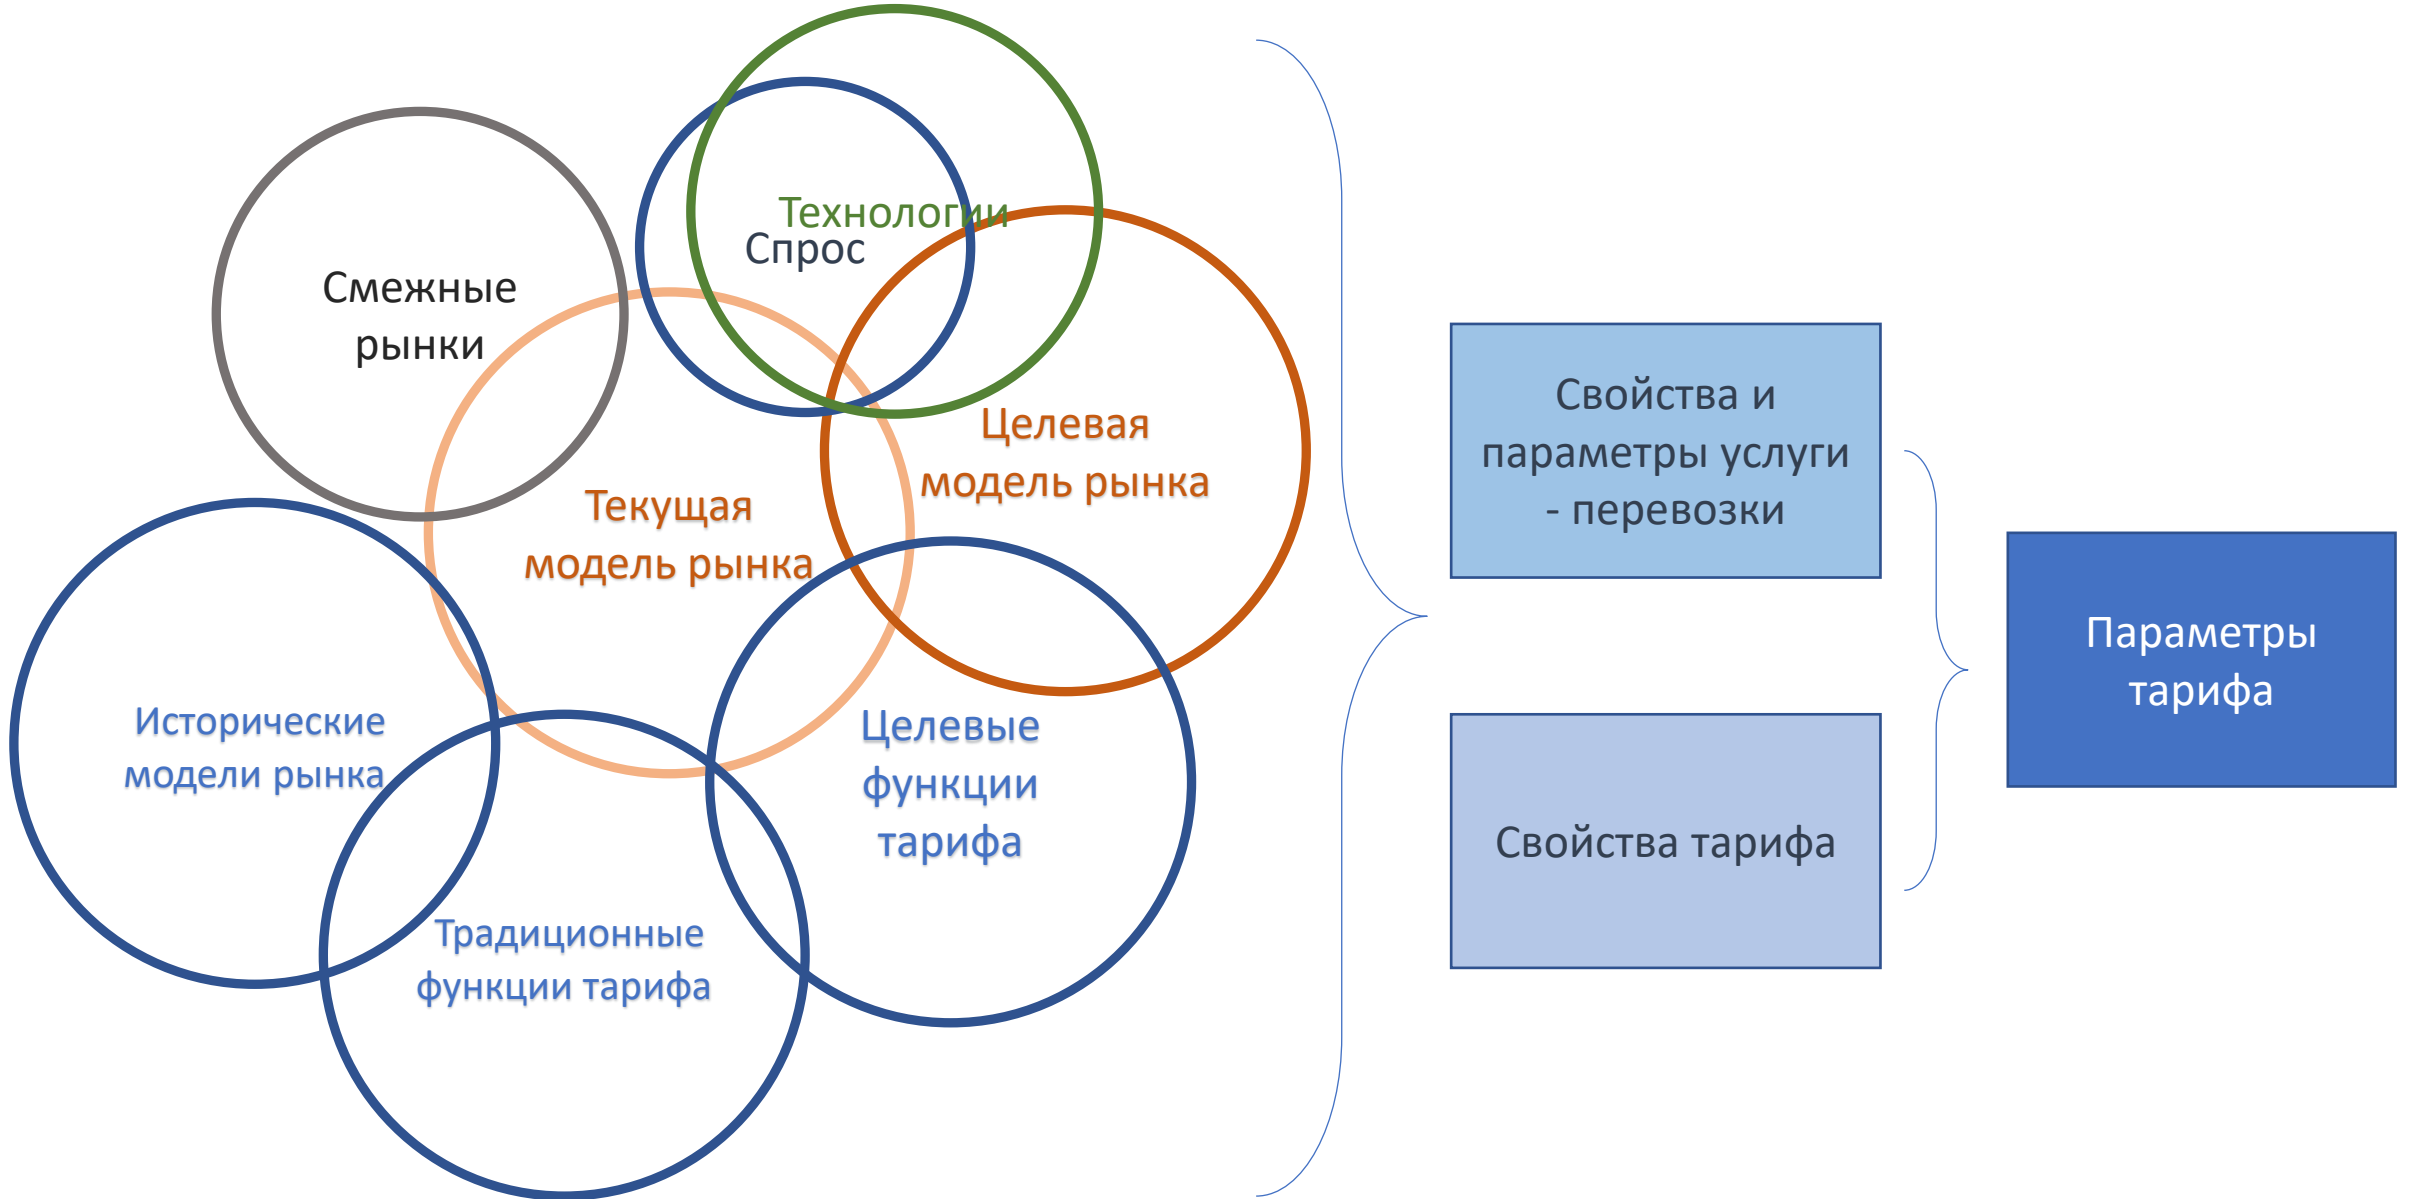 Технологии
Спрос
Смежные
рынки
Целевая
модель рынка
Текущая
модель рынка
Исторические
модели рынка
Целевые
функции
тарифа
Традиционные
функции тарифа
Свойства и
параметры услуги
- перевозки
Свойства тарифа
Параметры
тарифа